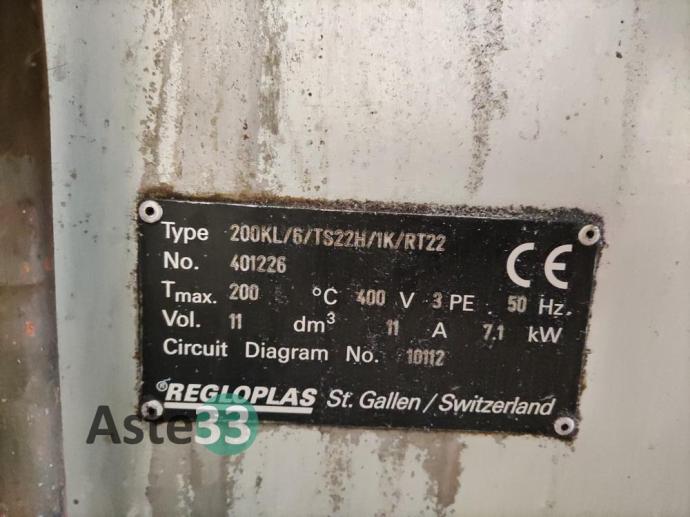 Type 200KL/6/TS22H/1K/RT22
No. 401226
CE
Tmax. 200 °C 400 V 3 PE 50 Hz.
Vol. 11 dm³ 11 A 7.1 kW
Circuit Diagram No. 10112
®REGLOPLAS St. Gallen / Switzerland
Aste33